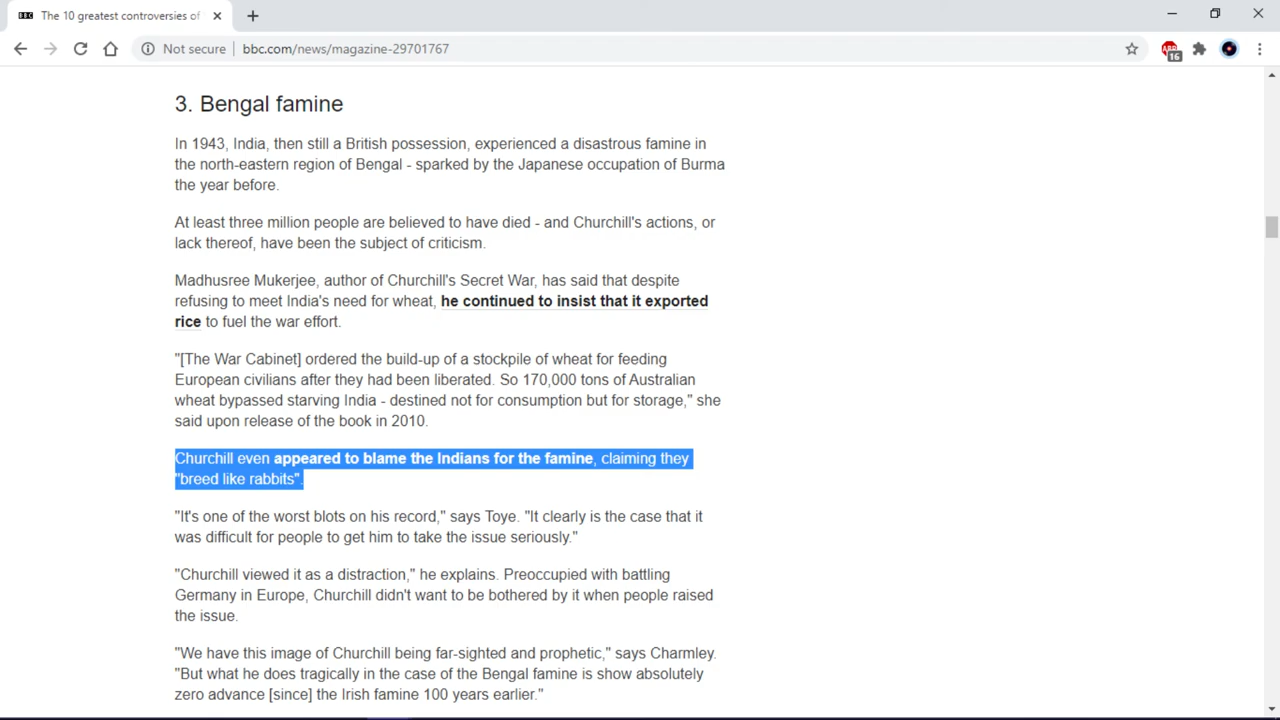 BBC The 10 greatest controversies of
Not secure bbc.com/news/magazine-29701767
ABP
16
3. Bengal famine
In 1943, India, then still a British possession, experienced a disastrous famine in
the north-eastern region of Bengal - sparked by the Japanese occupation of Burma
the year before.
At least three million people are believed to have died - and Churchill's actions, or
lack thereof, have been the subject of criticism.
Madhusree Mukerjee, author of Churchill's Secret War, has said that despite
refusing to meet India's need for wheat, he continued to insist that it exported
rice to fuel the war effort.
"[The War Cabinet] ordered the build-up of a stockpile of wheat for feeding
European civilians after they had been liberated. So 170,000 tons of Australian
wheat bypassed starving India - destined not for consumption but for storage," she
said upon release of the book in 2010.
Churchill even appeared to blame the Indians for the famine, claiming they
"breed like rabbits".
"It's one of the worst blots on his record," says Toye. "It clearly is the case that it
was difficult for people to get him to take the issue seriously."
"Churchill viewed it as a distraction," he explains. Preoccupied with battling
Germany in Europe, Churchill didn't want to be bothered by it when people raised
the issue.
"We have this image of Churchill being far-sighted and prophetic," says Charmley.
"But what he does tragically in the case of the Bengal famine is show absolutely
zero advance [since] the Irish famine 100 years earlier."